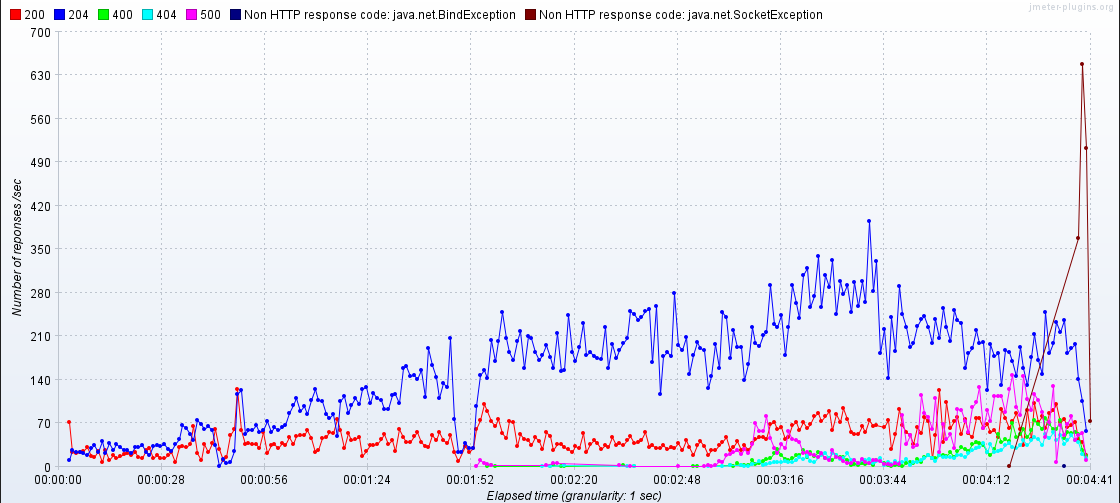 200 204 400 404 500 Non HTTP response code: java.net.BindException Non HTTP response code: java.net.SocketException
jmeter-plugins.org
700
630
560
490
420
350
280
210
140
70
0
Number of reponses /sec
00:00:00 00:00:28 00:00:56 00:01:24 00:01:52 00:02:20 00:02:48 00:03:16 00:03:44 00:04:12 00:04:41
Elapsed time (granularity: 1 sec)